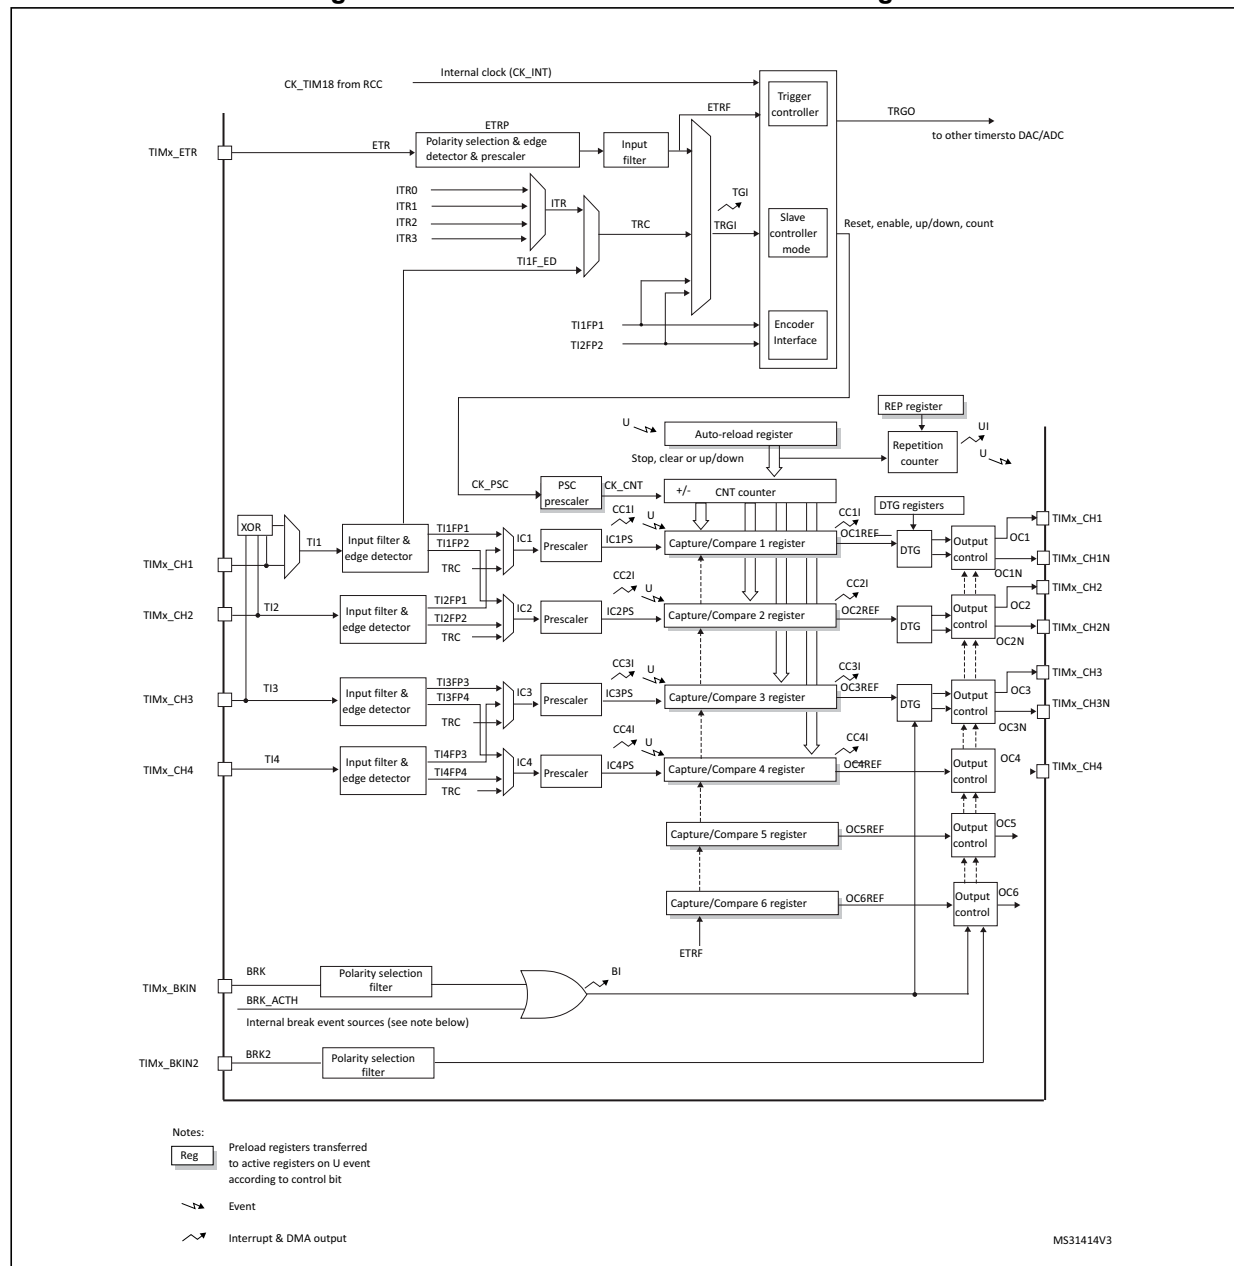 Internal clock (CK_INT)
CK_TIM18 from RCC
ETRF
Trigger
controller
TRGO
to other timersto DAC/ADC
ETRP
TIMx_ETR
ETR
Polarity selection & edge
detector & prescaler
Input
filter
ITR0
ITR1
ITR2
ITR3
ITR
TRC
TI1F_ED
TGI
TRGI
Slave
controller
mode
Reset, enable, up/down, count
TI1FP1
TI2FP2
Encoder
Interface
REP register
U
Auto-reload register
Repetition
counter
UI
U
Stop, clear or up/down
CK_PSC
PSC
prescaler
CK_CNT
+/-
CNT counter
DTG registers
XOR
TI1
Input filter &
edge detector
TI1FP1
TI1FP2
TRC
IC1
Prescaler
IC1PS
CC1I
U
Capture/Compare 1 register
CC1I
OC1REF
DTG
Output
control
OC1
TIMx_CH1
TIMx_CH1N
OC1N
TIMx_CH1
TIMx_CH2
TI2
Input filter &
edge detector
TI2FP1
TI2FP2
TRC
IC2
Prescaler
IC2PS
CC2I
U
Capture/Compare 2 register
CC2I
OC2REF
DTG
Output
control
OC2
TIMx_CH2
TIMx_CH2N
OC2N
TIMx_CH3
TI3
Input filter &
edge detector
TI3FP3
TI3FP4
TRC
IC3
Prescaler
IC3PS
CC3I
U
Capture/Compare 3 register
CC3I
OC3REF
DTG
Output
control
OC3
TIMx_CH3
TIMx_CH3N
OC3N
TIMx_CH4
TI4
Input filter &
edge detector
TI4FP3
TI4FP4
TRC
IC4
Prescaler
IC4PS
CC4I
U
Capture/Compare 4 register
CC4I
OC4REF
Output
control
OC4
TIMx_CH4
Capture/Compare 5 register
OC5REF
Output
control
OC5
Capture/Compare 6 register
OC6REF
Output
control
OC6
ETRF
TIMx_BKIN
BRK
Polarity selection
filter
BI
BRK_ACTH
Internal break event sources (see note below)
TIMx_BKIN2
BRK2
Polarity selection
filter
Notes:
Reg
Preload registers transferred
to active registers on U event
according to control bit
Event
Interrupt & DMA output
MS31414V3